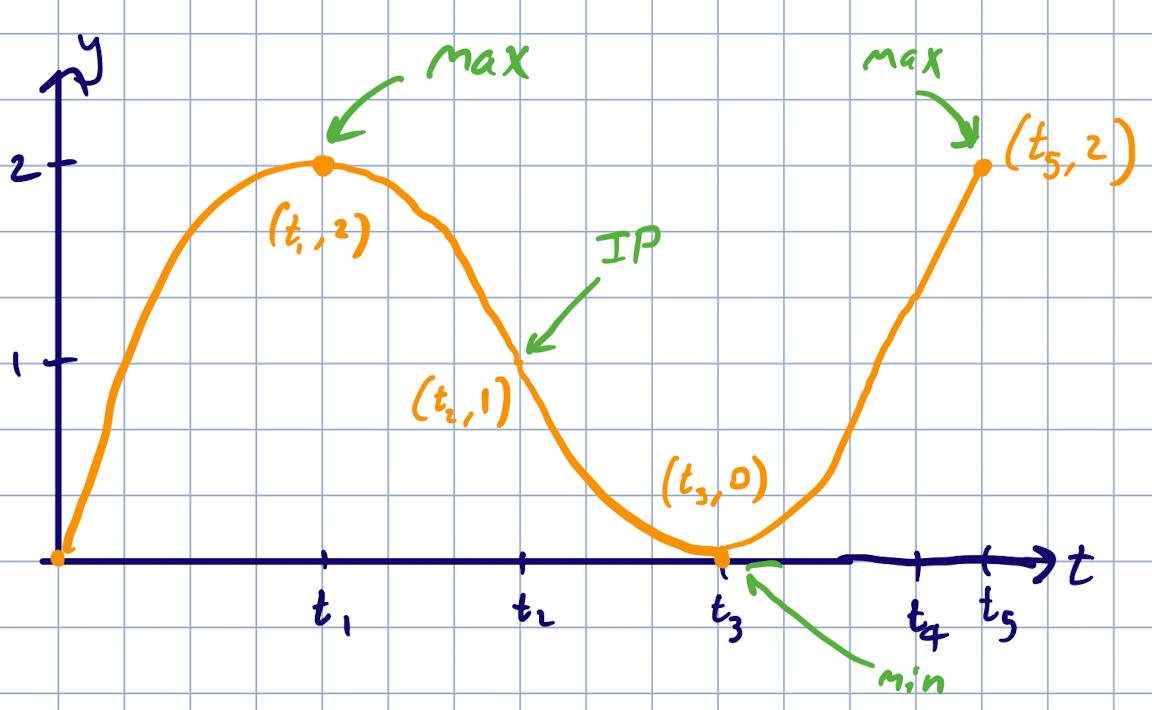 y
max
max
2
(t₅, 2)
(t₁, 2)
IP
1
(t₂, 1)
(t₃, 0)
t
t₁
t₂
t₃
t₄
t₅
min